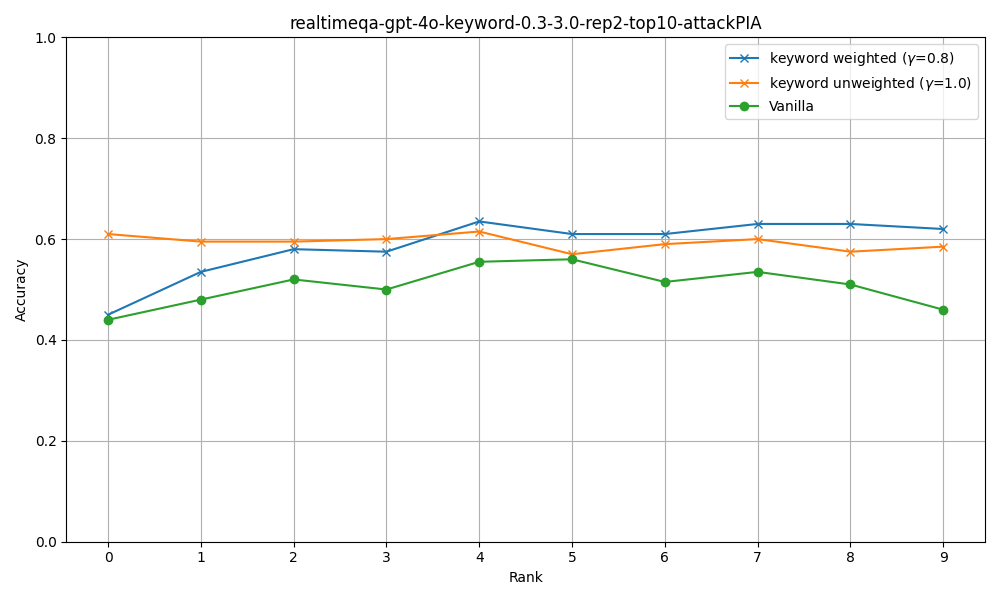 realtimeqa-gpt-4o-keyword-0.3-3.0-rep2-top10-attackPIA
keyword weighted (γ=0.8)
keyword unweighted (γ=1.0)
Vanilla
Accuracy
1.0
0.8
0.6
0.4
0.2
0.0
0 1 2 3 4 5 6 7 8 9
Rank